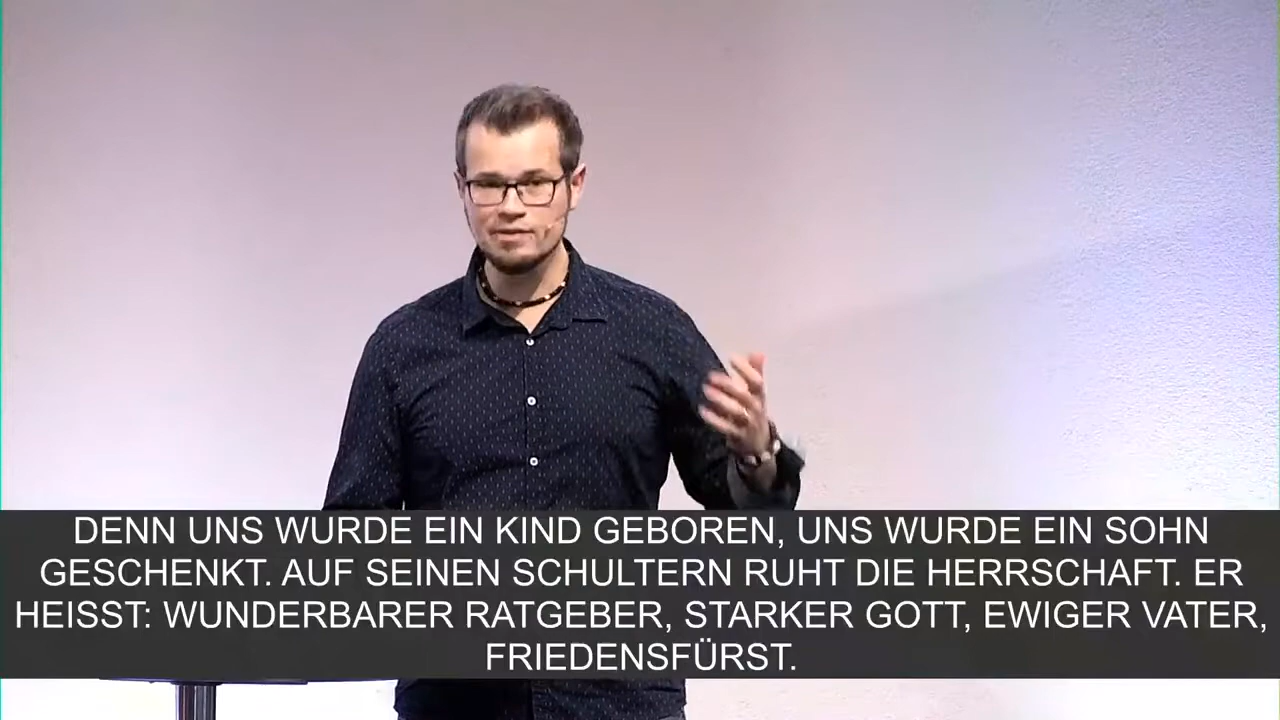 DENN UNS WURDE EIN KIND GEBOREN, UNS WURDE EIN SOHN
GESCHENKT. AUF SEINEN SCHULTERN RUHT DIE HERRSCHAFT. ER
HEISST: WUNDERBARER RATGEBER, STARKER GOTT, EWIGER VATER,
FRIEDENSFÜRST.